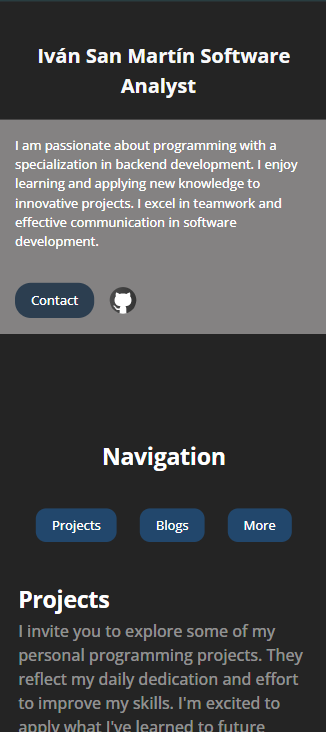 Iván San Martín Software
Analyst
I am passionate about programming with a
specialization in backend development. I enjoy
learning and applying new knowledge to
innovative projects. I excel in teamwork and
effective communication in software
development.
Contact
Navigation
Projects Blogs More
Projects
I invite you to explore some of my
personal programming projects. They
reflect my daily dedication and effort
to improve my skills. I'm excited to
apply what I've learned to future